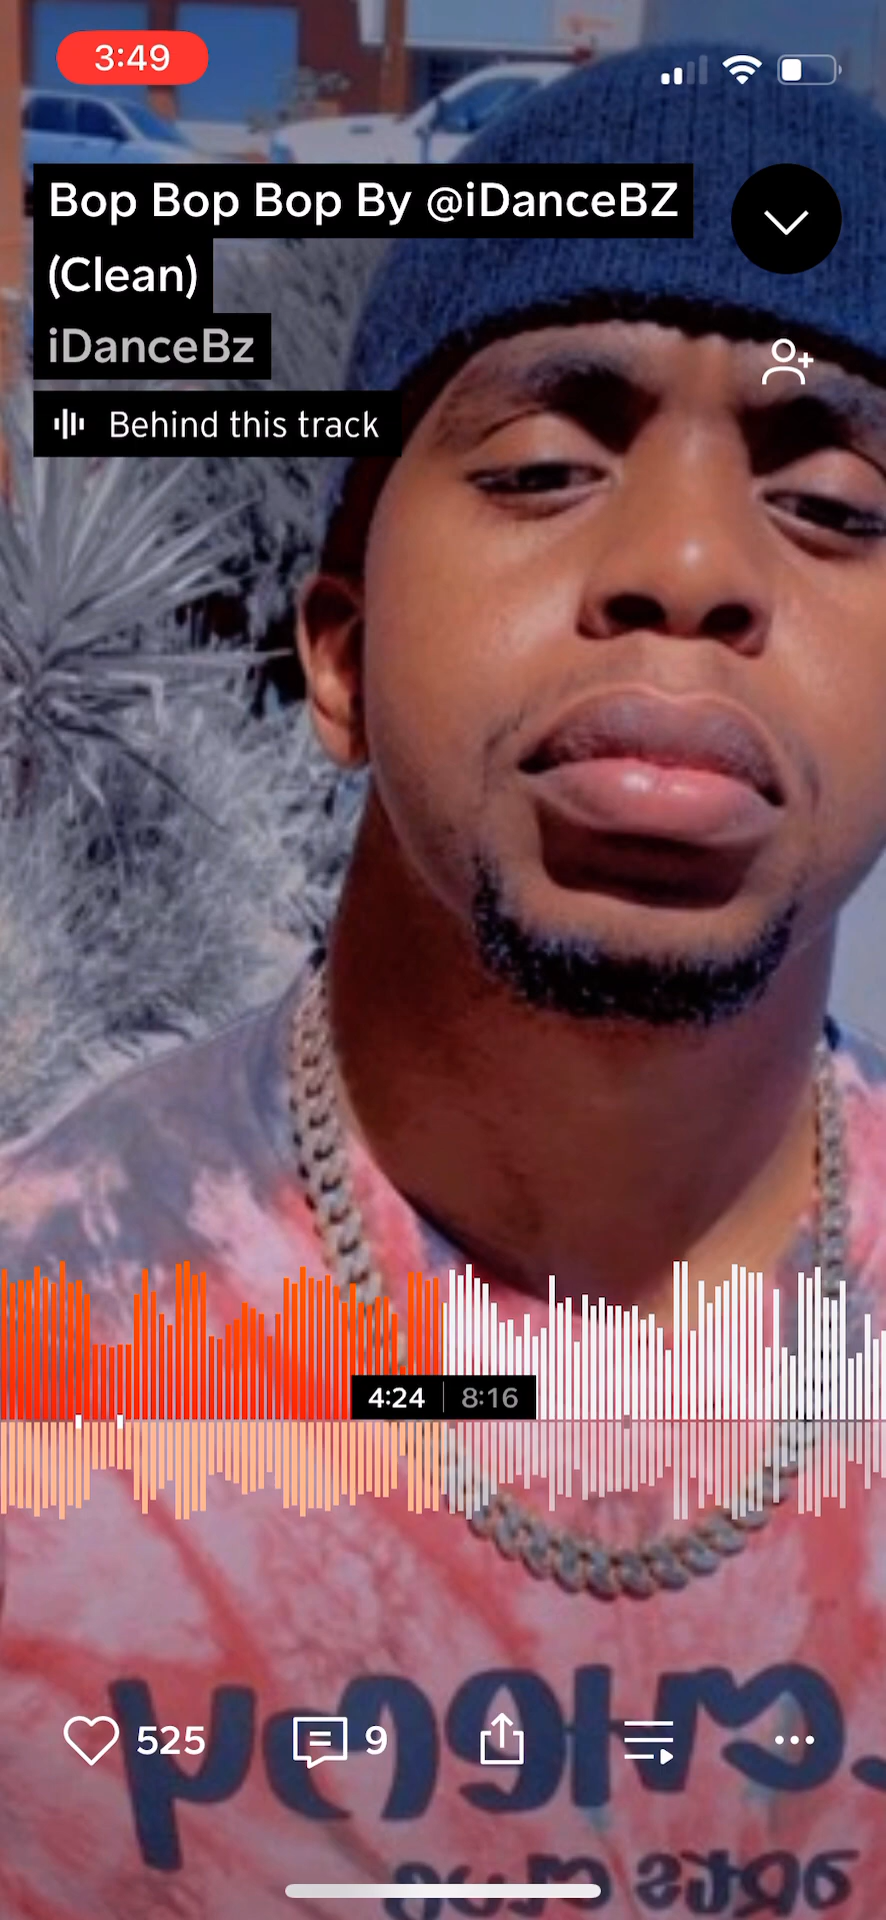 3:49
Bop Bop Bop By @iDanceBZ
(Clean)
iDanceBz
Behind this track
4:24 | 8:16
525
9